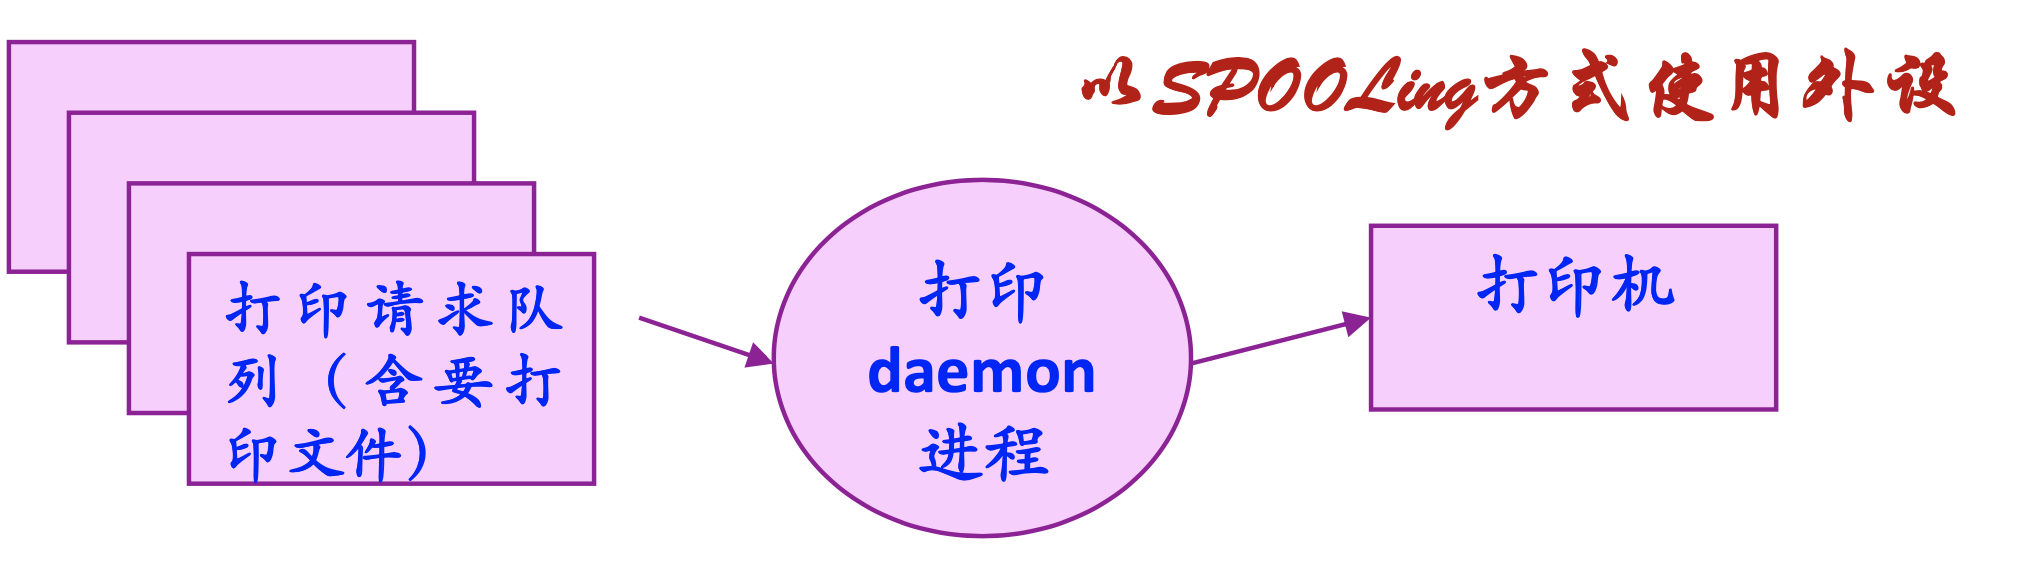 以SPOOLing方式使用外设
打印请求队
列（含要打
印文件）
打印
daemon
进程
打印机